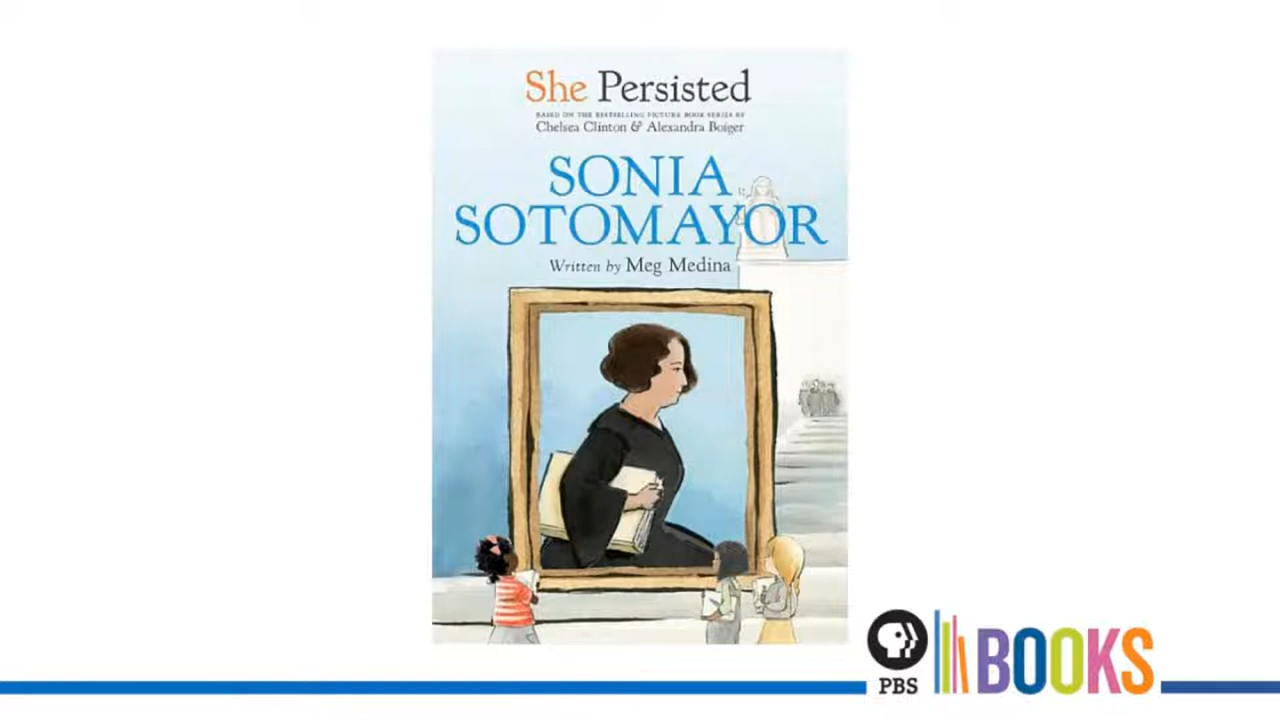 She Persisted
BASED ON THE BESTSELLING PICTURE BOOK SERIES BY
Chelsea Clinton & Alexandra Boiger
SONIA
SOTOMAYOR
Written by Meg Medina
PBS
BOOKS